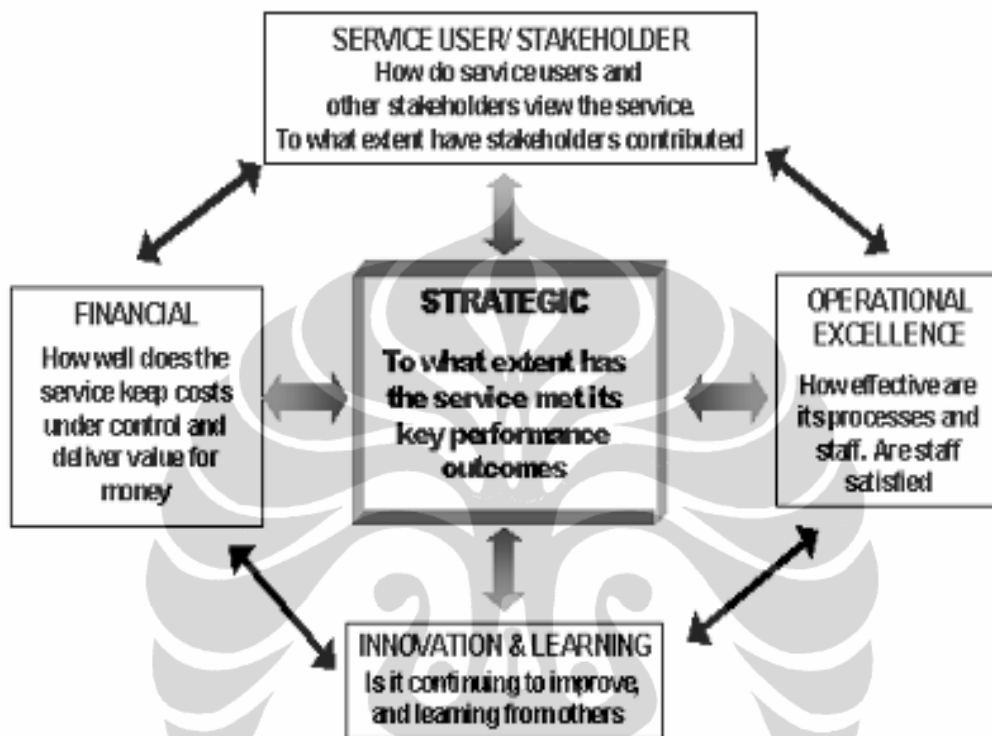 SERVICE USER/ STAKEHOLDER
How do service users and
other stakeholders view the service.
To what extent have stakeholders contributed
FINANCIAL
How well does the
service keep costs
under control and
deliver value for
money
STRATEGIC
To what extent has
the service met its
key performance
outcomes
OPERATIONAL
EXCELLENCE
How effective are
its processes and
staff. Are staff
satisfied
INNOVATION & LEARNING
Is it continuing to improve,
and learning from others